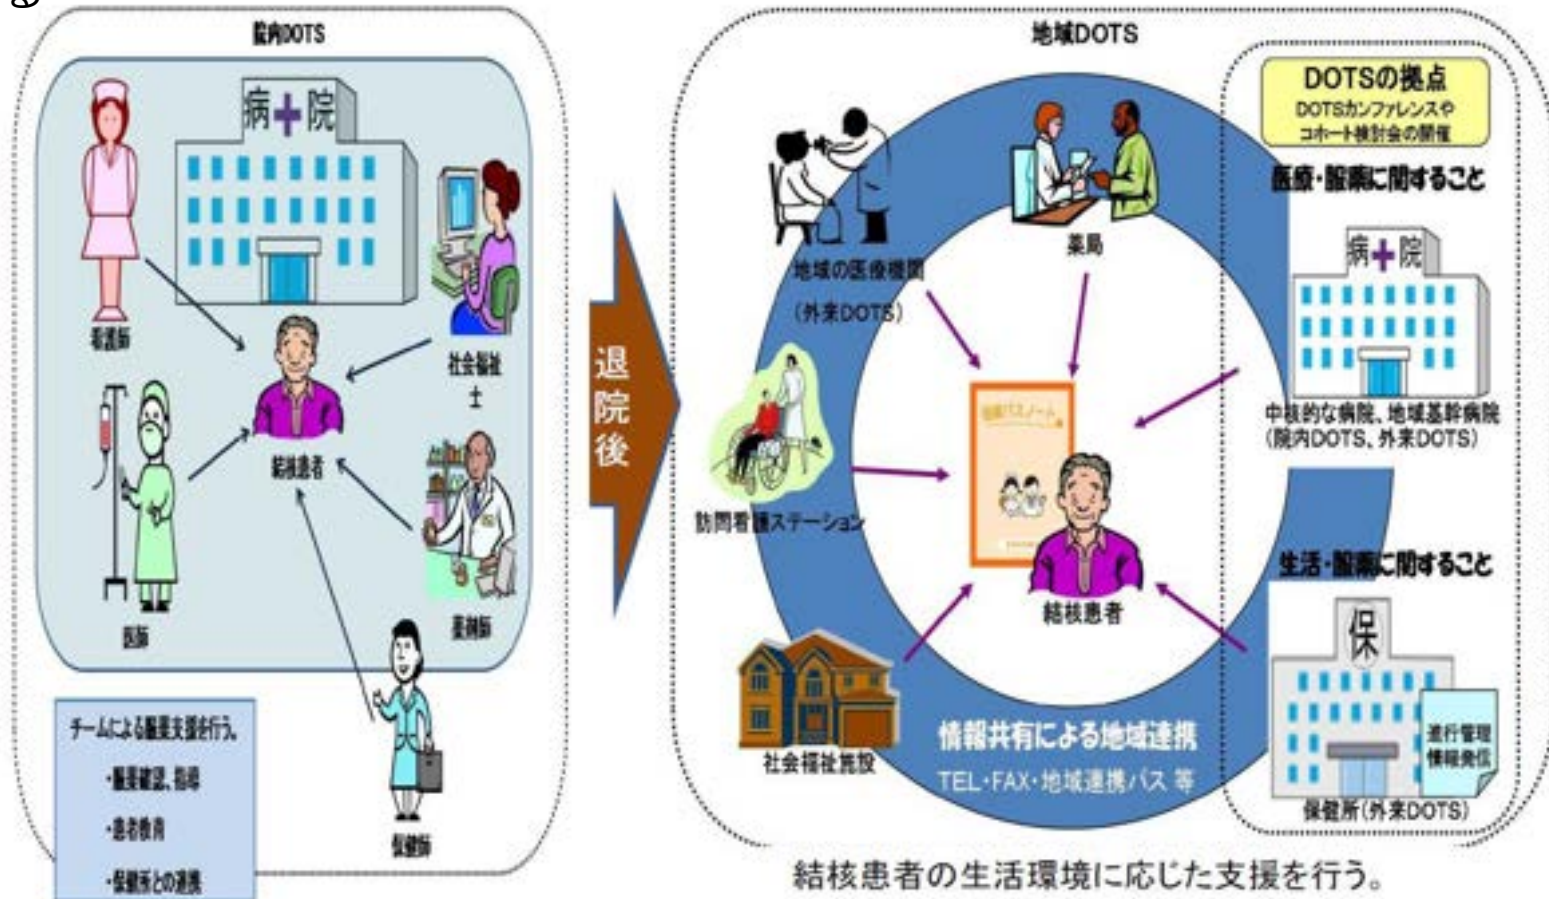 る
院内DOTS
病院
看護師
社会福祉
士
結核患者
医師
薬剤師
保健師
チームによる服薬支援を行う。
・服薬確認、指導
・患者教育
・保健所との連携
退院後
地域DOTS
DOTSの拠点
DOTSカンファレンスや
コホート検討会の開催
医療・服薬に関すること
薬局
地域の医療機関
(外来DOTS)
病院
中核的な病院、地域基幹病院
(院内DOTS、外来DOTS)
訪問看護ステーション
結核患者
生活・服薬に関すること
保
進行管理
情報発信
保健所(外来DOTS)
社会福祉施設
情報共有による地域連携
TEL・FAX・地域連携パス 等
結核患者の生活環境に応じた支援を行う。